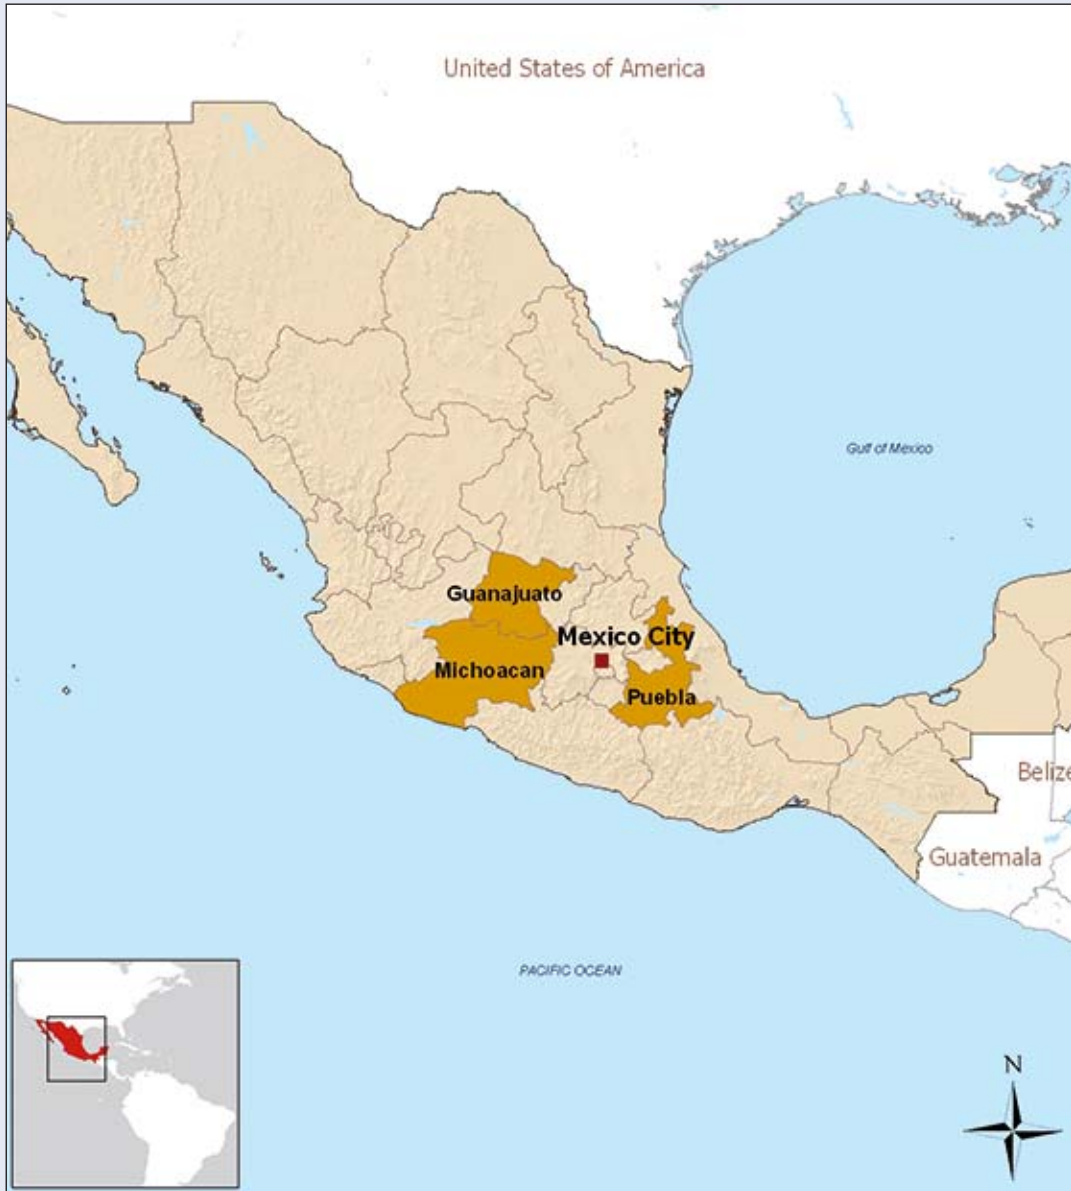 United States of America
Gulf of Mexico
Guanajuato
Mexico City
Michoacan
Puebla
Belize
Guatemala
PACIFIC OCEAN
N